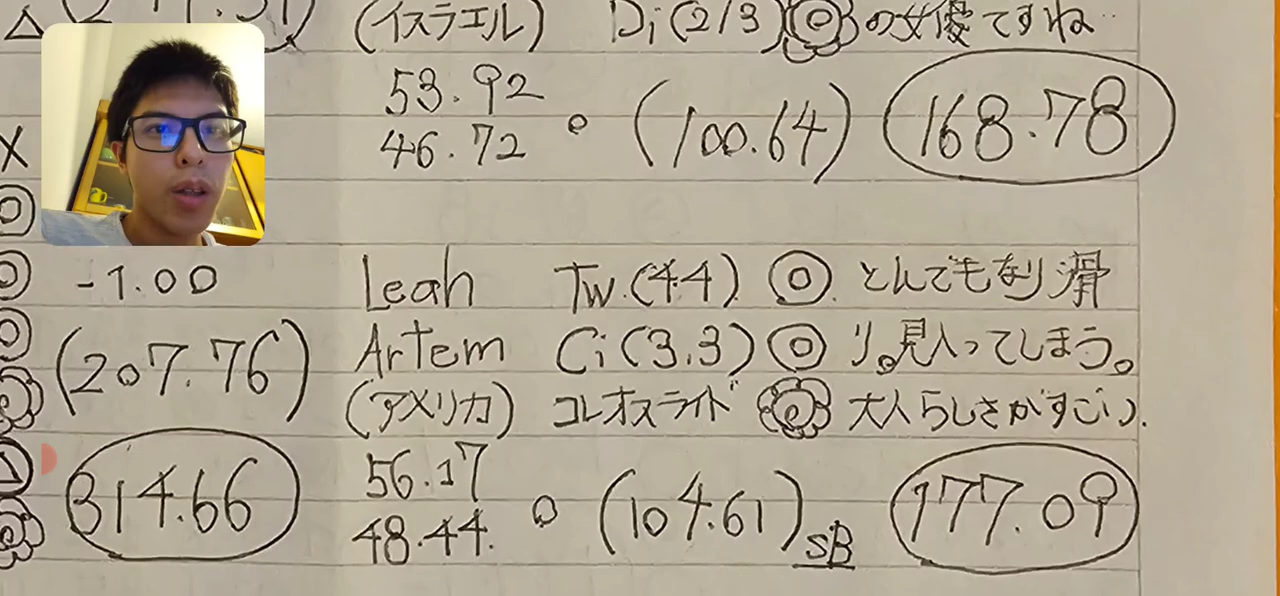 (イスラエル) Di(2/3)◎の女優ですね…
53.92
46.72 。 (100.64) 168.78
-1.00 Leah Tw.(44) ◎ とんでもなり滑
(207.76) Artem Ci(3.3) ◎ り。見入ってしまう。
(アメリカ) コレオスライド ◎ 大人らしさがすごい.
314.66 56.17
48.44. 。 (104.61)SB 177.09